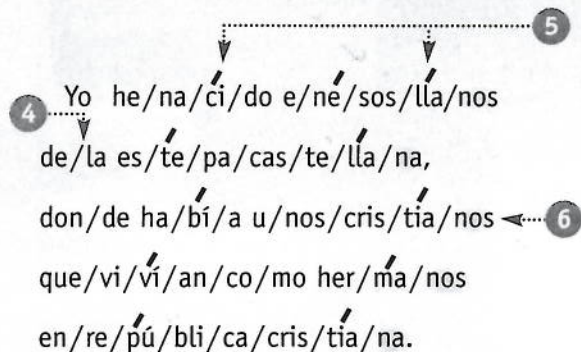 5
Yo he/na/ci/do e/ne/sos/lla/nos
4
de/la es/te/pa/cas/te/lla/na,
don/de ha/bí/a u/nos/cris/tia/nos
6
que/vi/ví/an/co/mo her/ma/nos
en/re/pú/bli/ca/cris/tia/na.